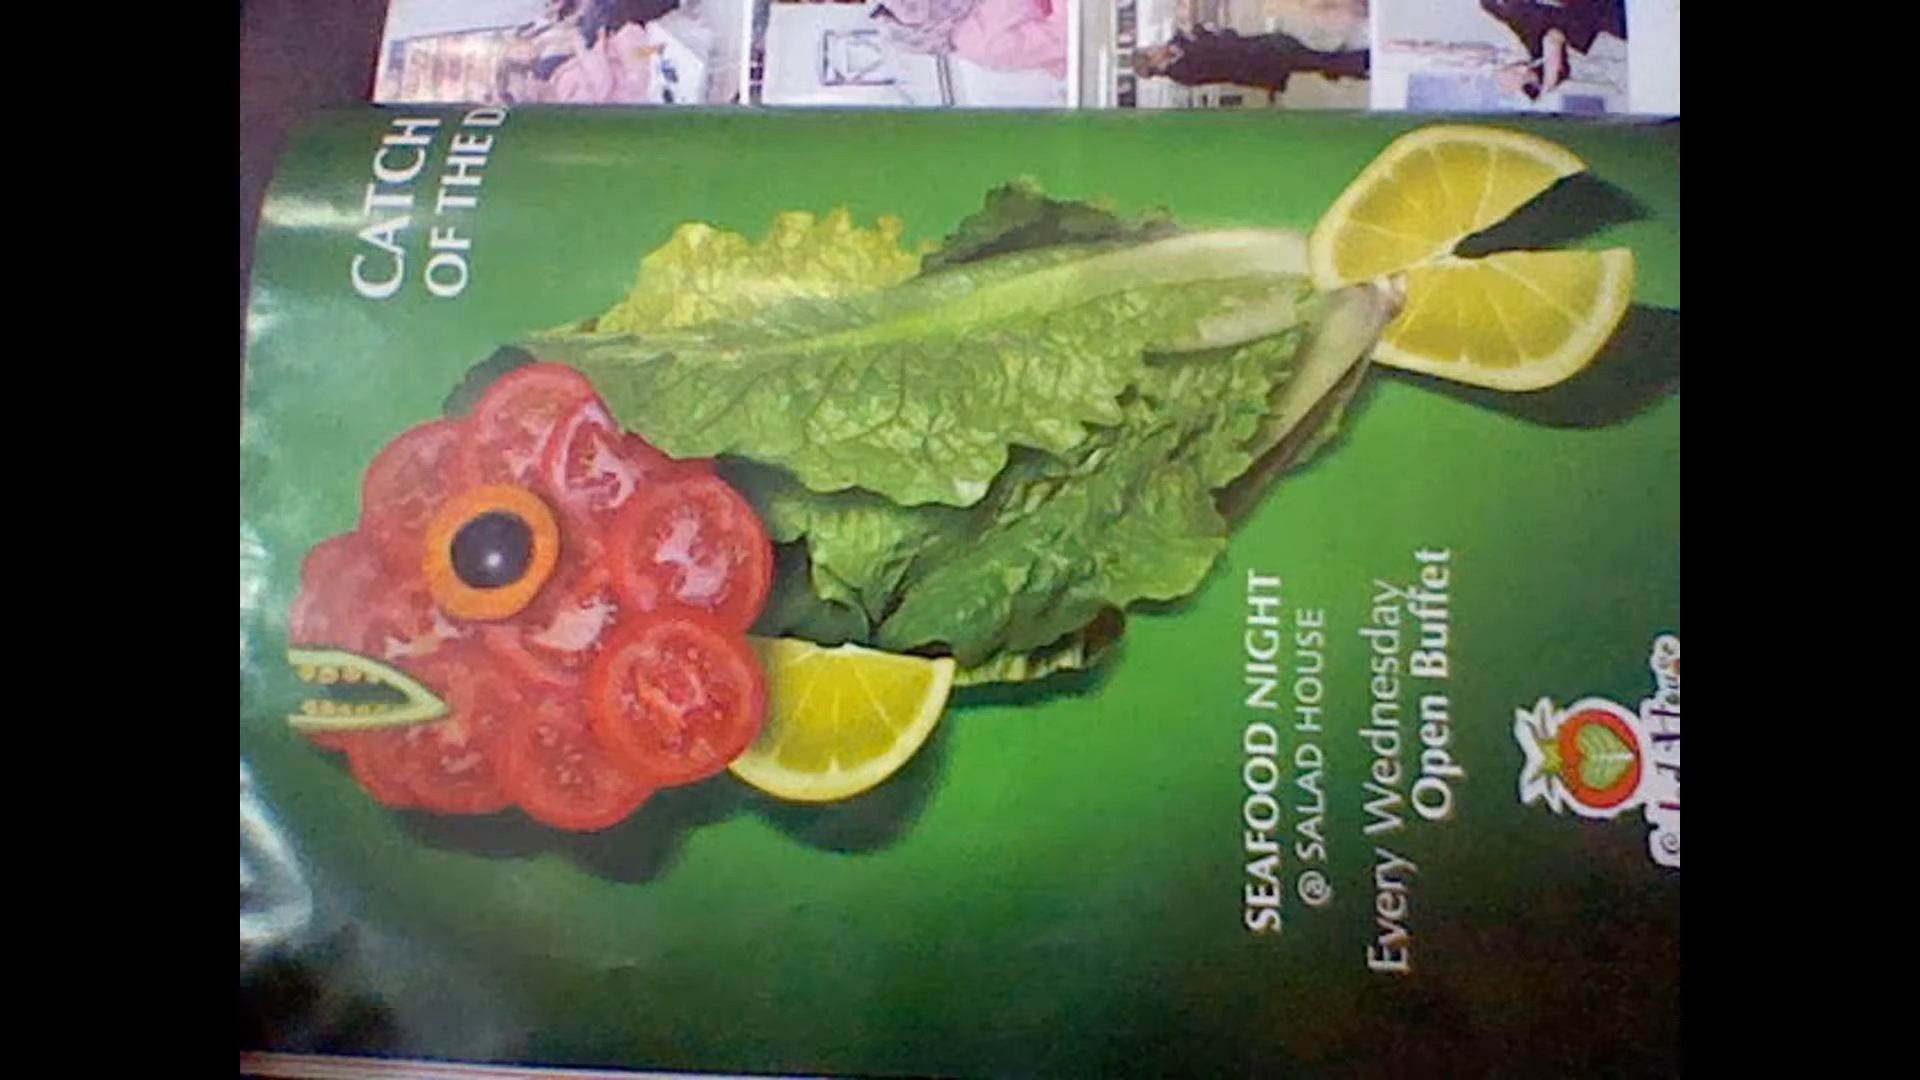 CATCH
OF THE D
SEAFOOD NIGHT
@ SALAD HOUSE
Every Wednesday
Open Buffet